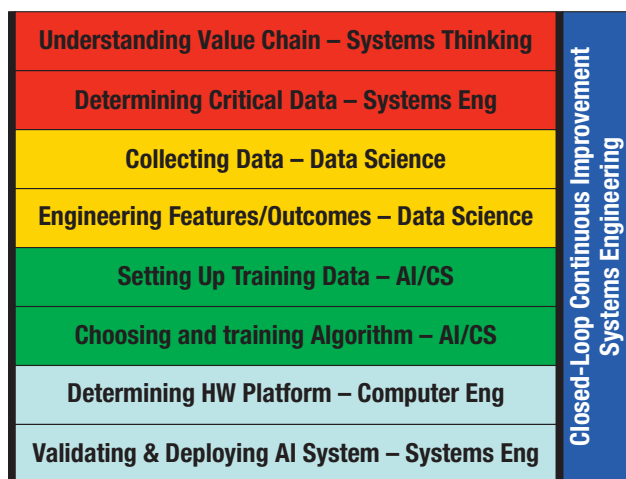 Understanding Value Chain – Systems Thinking
Determining Critical Data – Systems Eng
Collecting Data – Data Science
Engineering Features/Outcomes – Data Science
Setting Up Training Data – AI/CS
Choosing and training Algorithm – AI/CS
Determining HW Platform – Computer Eng
Validating & Deploying AI System – Systems Eng
Closed-Loop Continuous Improvement
Systems Engineering